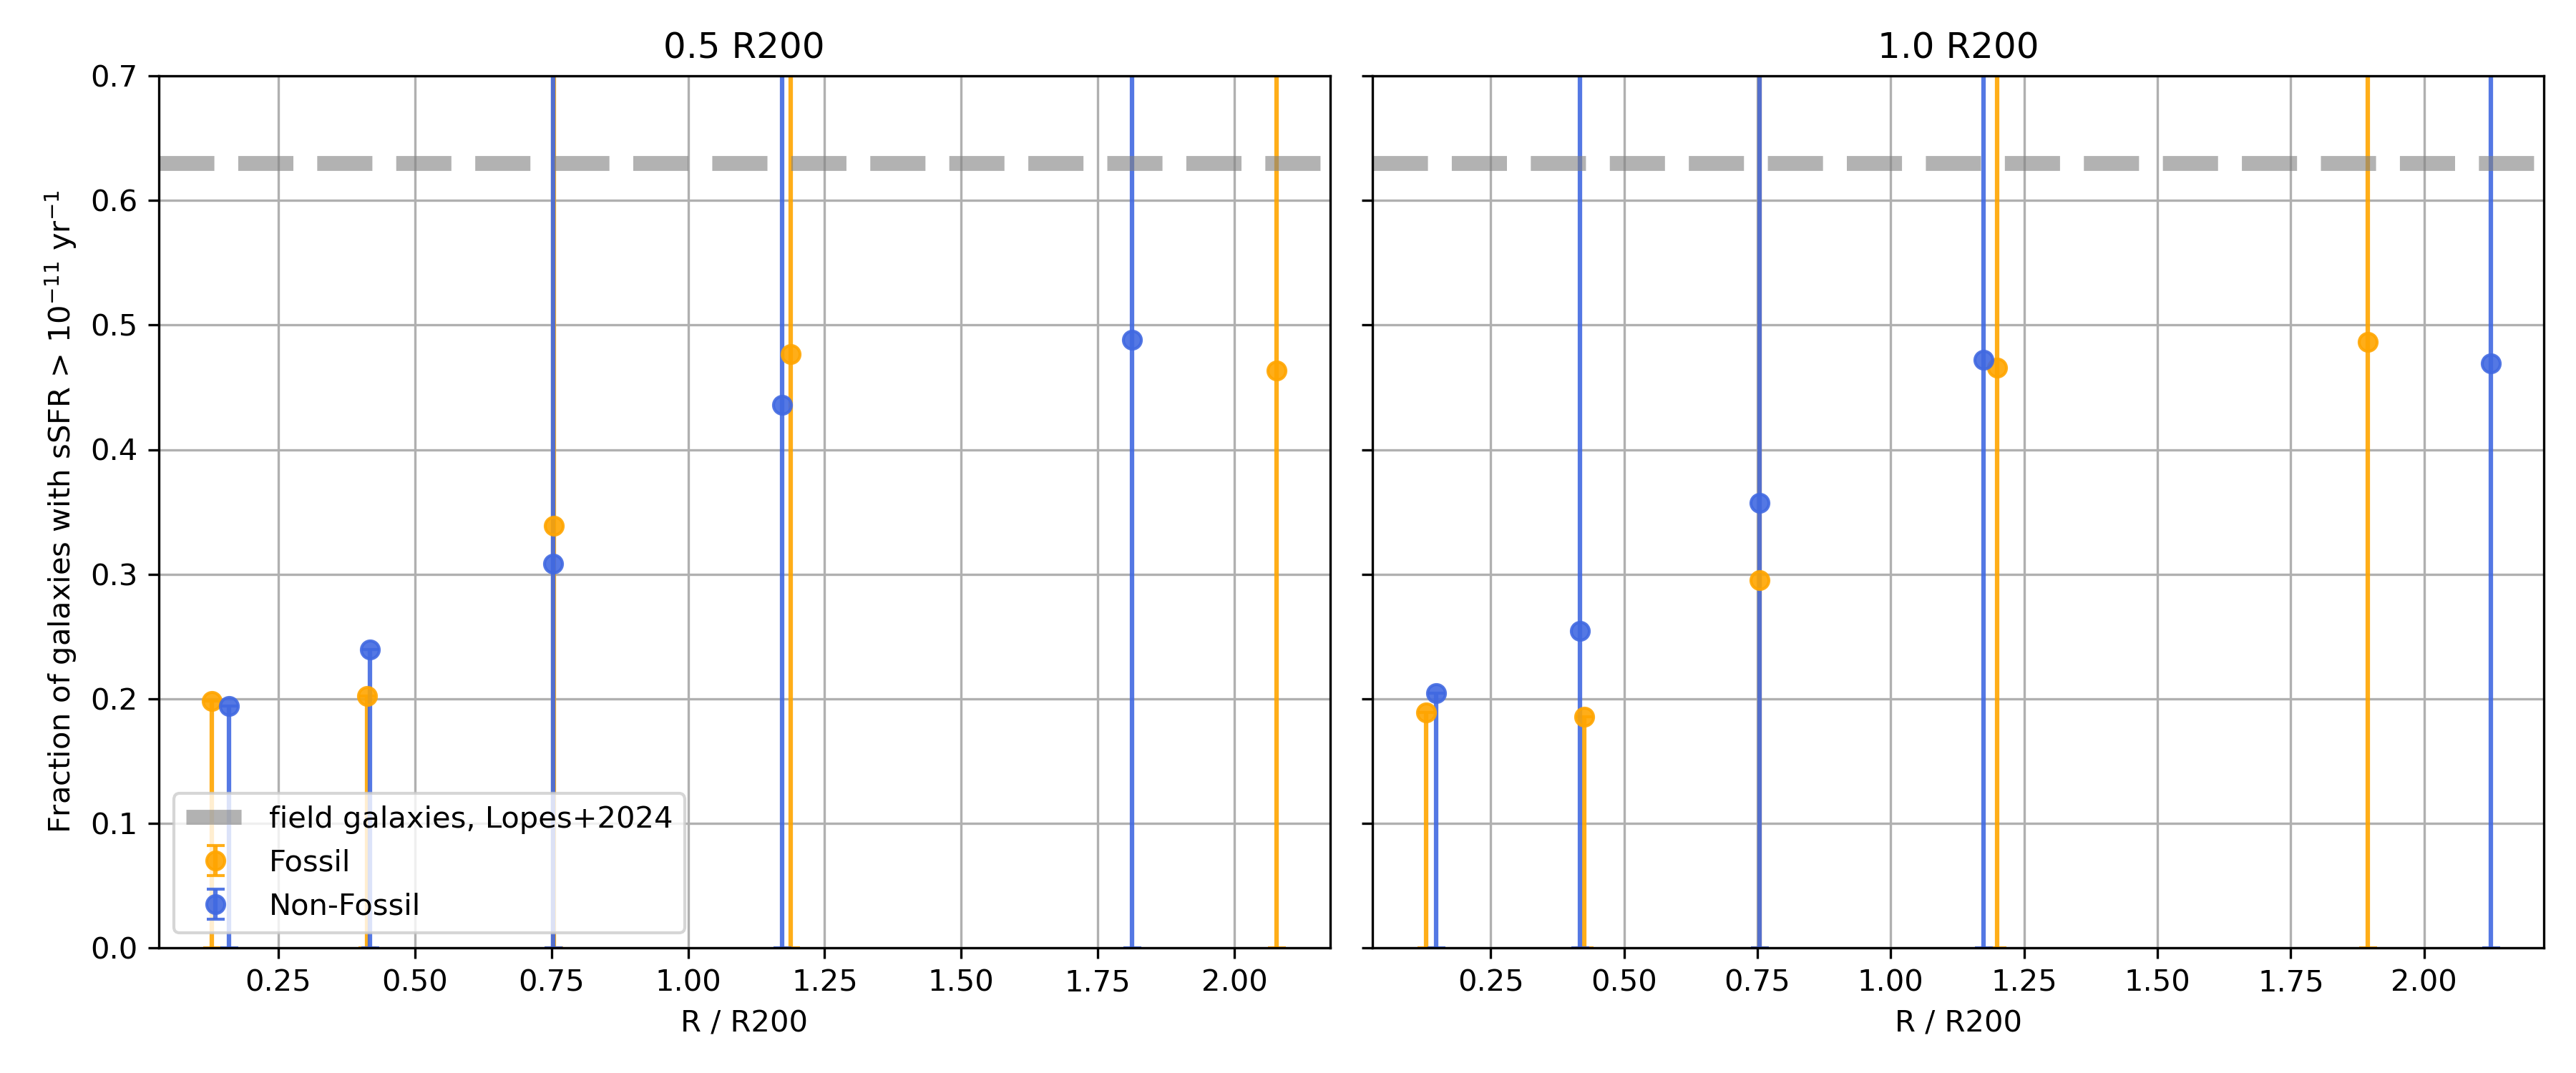 0.5 R200
1.0 R200
Fraction of galaxies with sSFR > 10⁻¹¹ yr⁻¹
0.7
0.6
0.5
0.4
0.3
0.2
0.1
0.0
field galaxies, Lopes+2024
Fossil
Non-Fossil
0.25 0.50 0.75 1.00 1.25 1.50 1.75 2.00
0.25 0.50 0.75 1.00 1.25 1.50 1.75 2.00
R / R200
R / R200